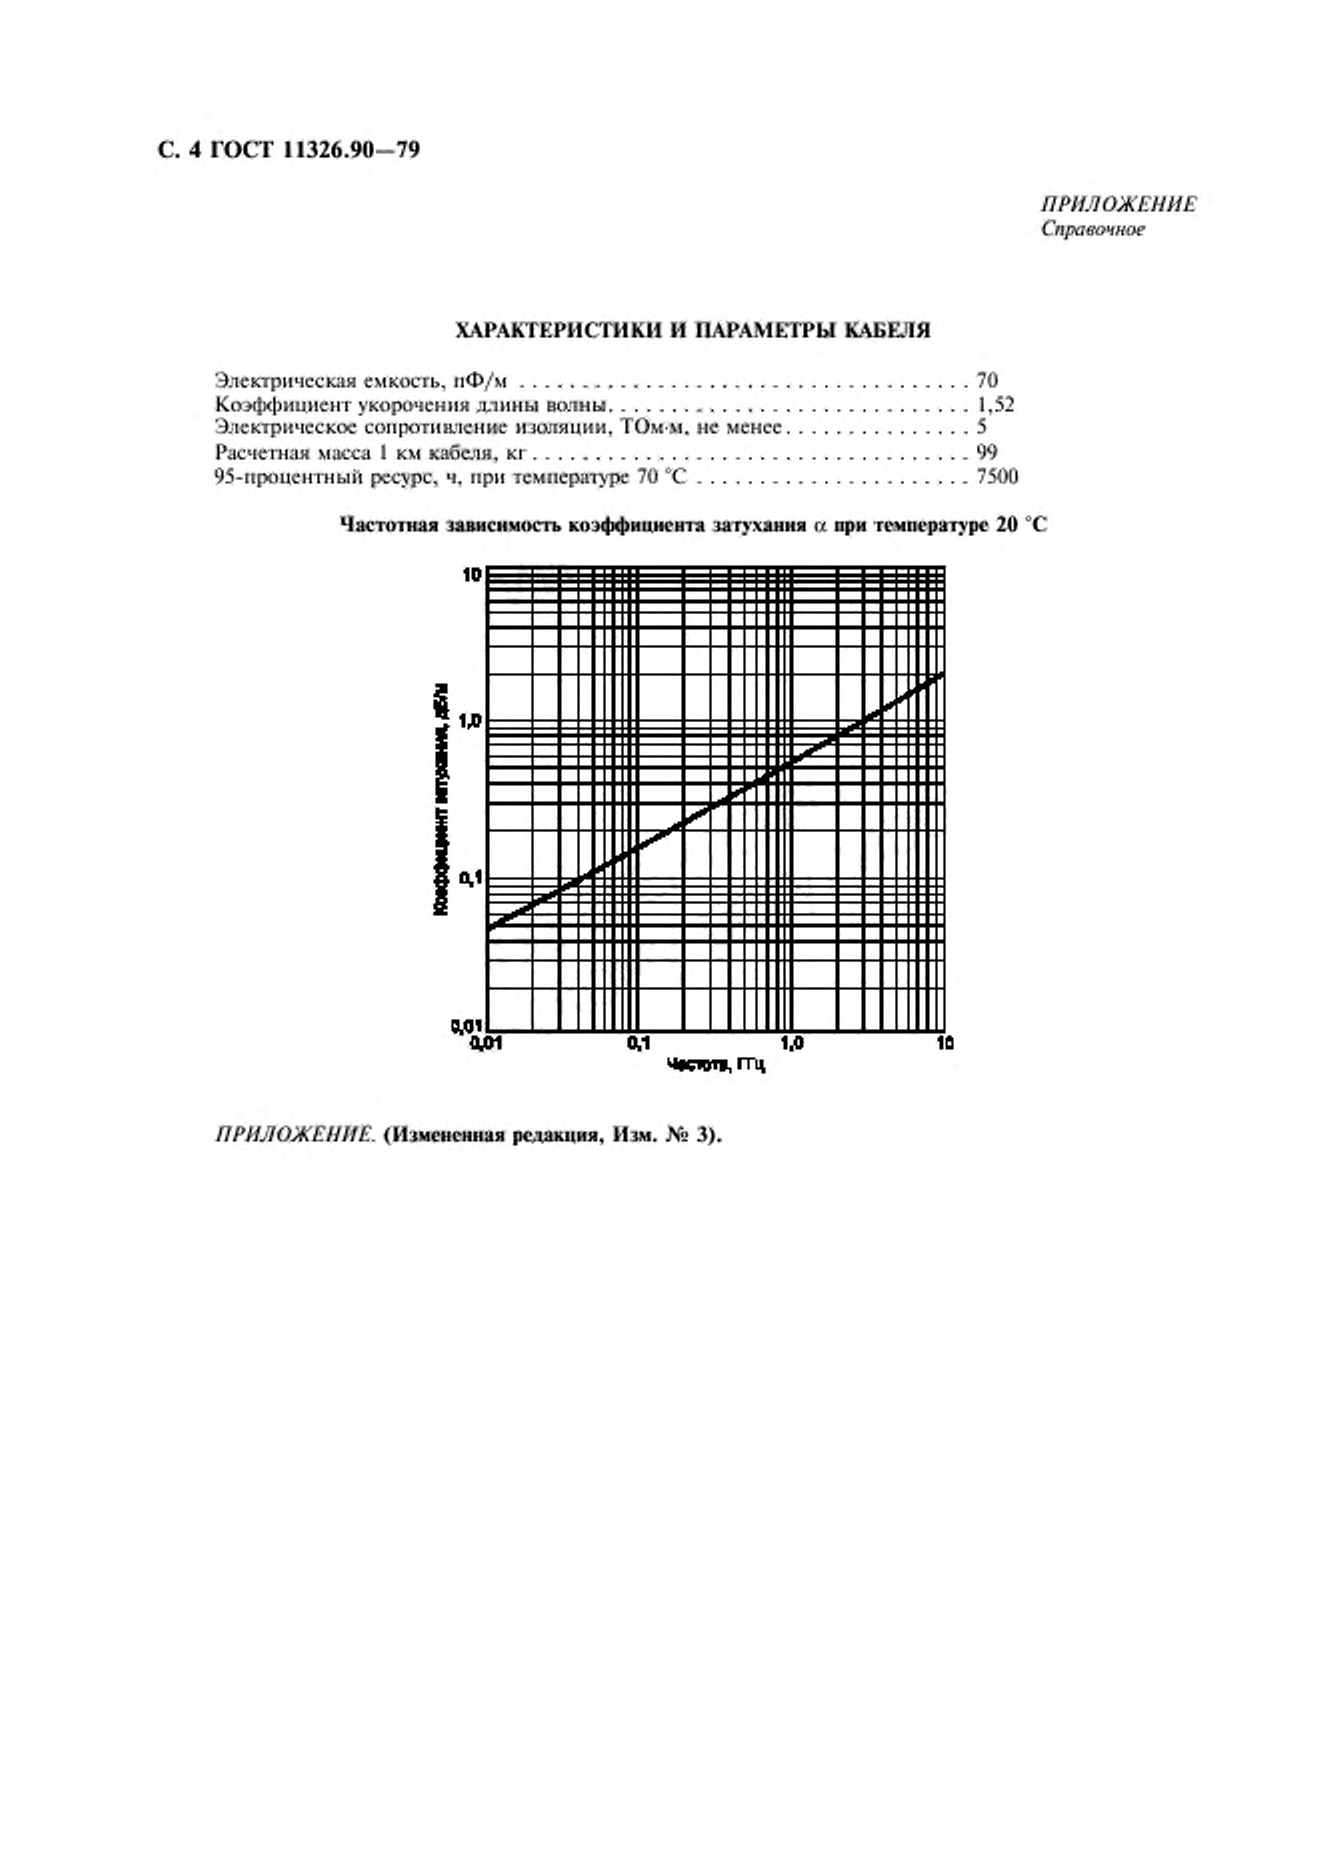 С. 4 ГОСТ 11326.90—79
ПРИЛОЖЕНИЕ
Справочное
ХАРАКТЕРИСТИКИ И ПАРАМЕТРЫ КАБЕЛЯ
Электрическая емкость, пФ/м . . . . . . . . . . . . . . . . . . . . . . . . . . . . . . . . . . . . 70
Коэффициент укорочения длины волны. . . . . . . . . . . . . . . . . . . . . . . . . . . . . 1,52
Электрическое сопротивление изоляции, ТОм·м, не менее. . . . . . . . . . . . . . . 5
Расчетная масса 1 км кабеля, кг . . . . . . . . . . . . . . . . . . . . . . . . . . . . . . . . . . . 99
95-процентный ресурс, ч, при температуре 70 °С . . . . . . . . . . . . . . . . . . . . . . 7500
Частотная зависимость коэффициента затухания α при температуре 20 °С
10
1,0
0,1
0,01
Коэффициент затухания, дБ/м
0,01 0,1 1,0 10
Частота, ГГц
ПРИЛОЖЕНИЕ. (Измененная редакция, Изм. № 3).